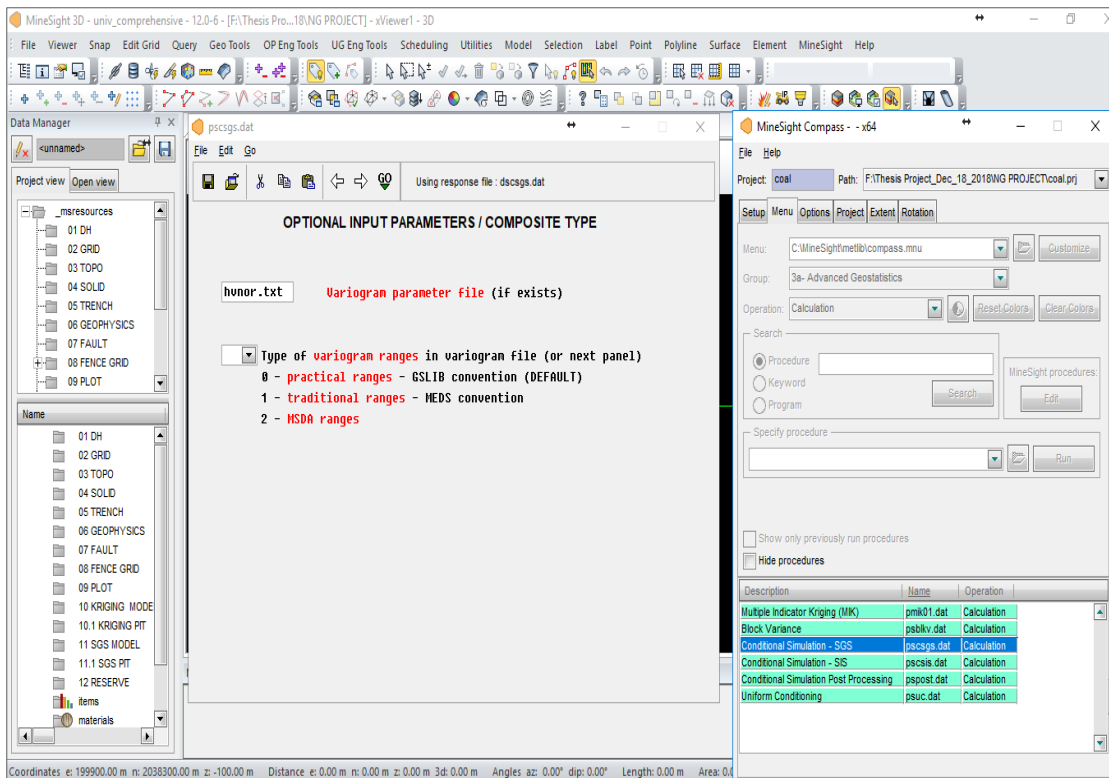 MineSight 3D - univ_comprehensive - 12.0-6 - [F:\Thesis Pro...18\NG PROJECT] - xViewer1 - 3D
File Viewer Snap Edit Grid Query Geo Tools OP Eng Tools UG Eng Tools Scheduling Utilities Model Selection Label Point Polyline Surface Element MineSight Help
Data Manager
<unnamed>
Project view Open view
_msresources
01 DH
02 GRID
03 TOPO
04 SOLID
05 TRENCH
06 GEOPHYSICS
07 FAULT
08 FENCE GRID
09 PLOT
Name
01 DH
02 GRID
03 TOPO
04 SOLID
05 TRENCH
06 GEOPHYSICS
07 FAULT
08 FENCE GRID
09 PLOT
10 KRIGING MODE
10.1 KRIGING PIT
11 SGS MODEL
11.1 SGS PIT
12 RESERVE
items
materials
pscsgs.dat
File Edit Go
GO
Using response file : dscsgs.dat
OPTIONAL INPUT PARAMETERS / COMPOSITE TYPE
hvnor.txt Variogram parameter file (if exists)
Type of variogram ranges in variogram file (or next panel)
0 - practical ranges - GSLIB convention (DEFAULT)
1 - traditional ranges - MEDS convention
2 - MSDA ranges
MineSight Compass - - x64
File Help
Project: coal Path: F:\Thesis Project_Dec_18_2018\NG PROJECT\coal.prj
Setup Menu Options Project Extent Rotation
Menu: C:\MineSight\metlib\compass.mnu Customize
Group: 3a- Advanced Geostatistics
Operation: Calculation Reset Colors Clear Colors
Search
Procedure
Keyword
Program
Search
MineSight procedures:
Edit
Specify procedure
Run
Show only previously run procedures
Hide procedures
Description Name Operation
Multiple Indicator Kriging (MIK) pmik01.dat Calculation
Block Variance psblkv.dat Calculation
Conditional Simulation - SGS pscsgs.dat Calculation
Conditional Simulation - SIS pscsis.dat Calculation
Conditional Simulation Post Processing pspost.dat Calculation
Uniform Conditioning psuc.dat Calculation
Coordinates e: 199900.00 m n: 2038300.00 m z: -100.00 m Distance e: 0.00 m n: 0.00 m z: 0.00 m 3d: 0.00 m Angles az: 0.00° dip: 0.00° Length: 0.00 m Area: 0.0